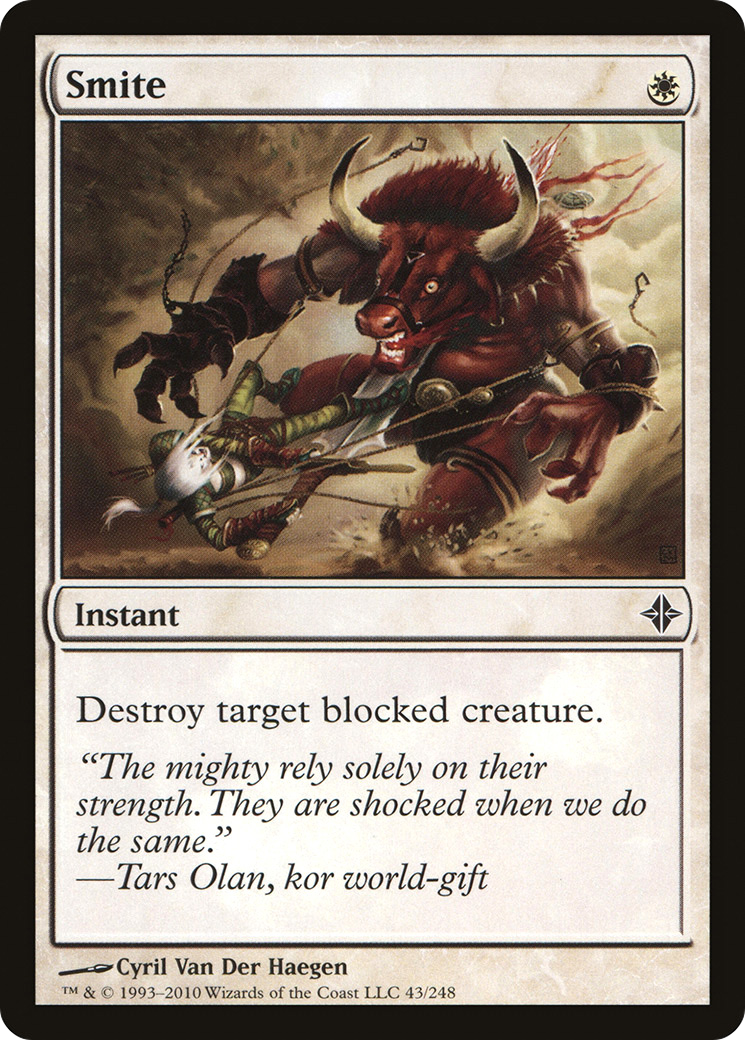 Smite
Instant
Destroy target blocked creature.
“The mighty rely solely on their
strength. They are shocked when we do
the same.”
—Tars Olan, kor world-gift
Cyril Van Der Haegen
™ & © 1993–2010 Wizards of the Coast LLC 43/248